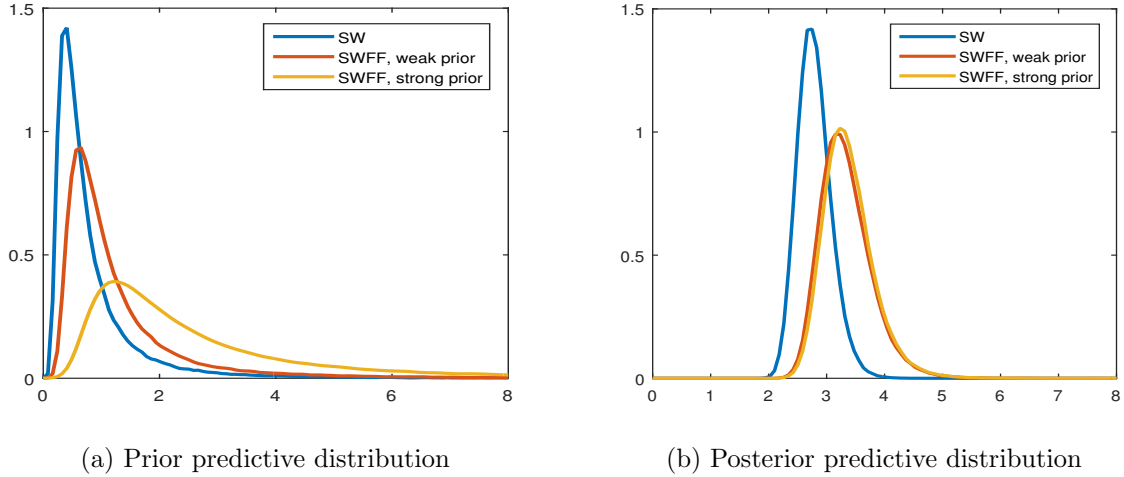 1.5
1
0.5
0
0 2 4 6 8
SW
SWFF, weak prior
SWFF, strong prior
(a) Prior predictive distribution
1.5
1
0.5
0
0 1 2 3 4 5 6 7 8
SW
SWFF, weak prior
SWFF, strong prior
(b) Posterior predictive distribution